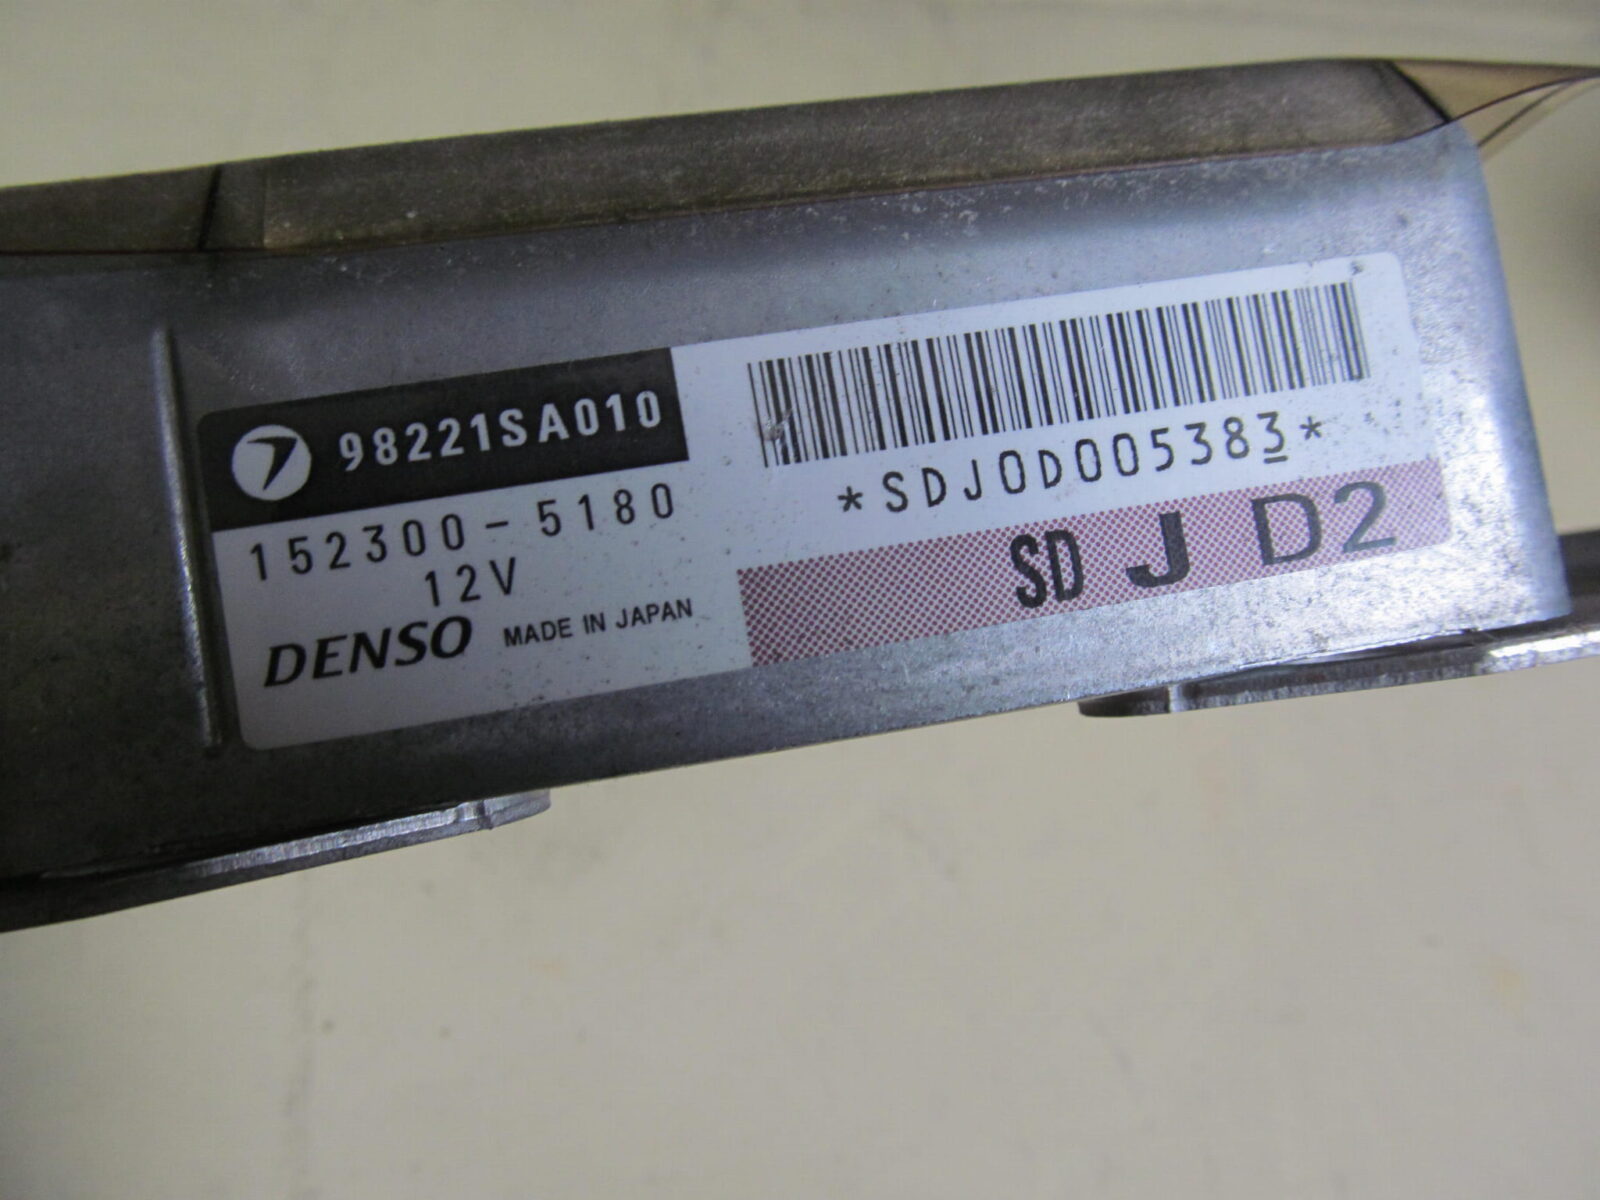 98221SA010
152300-5180
12V
DENSO MADE IN JAPAN
*SDJ0D005383*
SD J D2